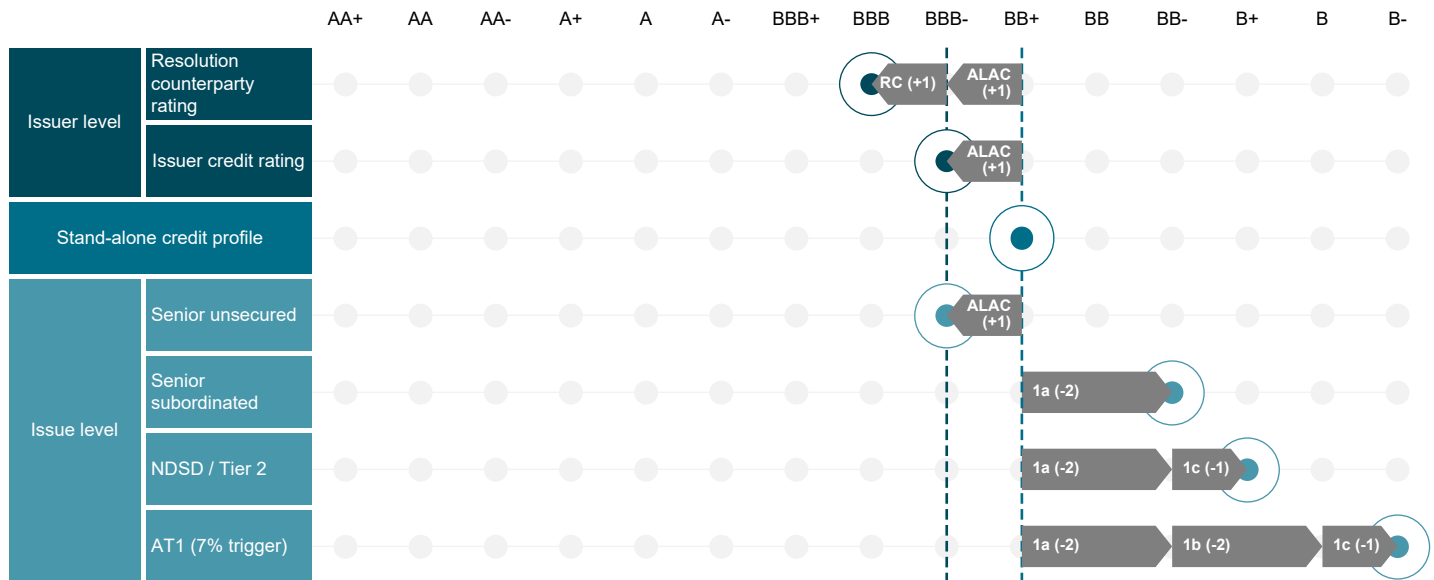 AA+ AA AA- A+ A A- BBB+ BBB BBB- BB+ BB BB- B+ B B-
Issuer level
Resolution
counterparty
rating
RC (+1)
ALAC
(+1)
Issuer credit rating
ALAC
(+1)
Stand-alone credit profile
Issue level
Senior unsecured
ALAC
(+1)
Senior
subordinated
1a (-2)
NDSD / Tier 2
1a (-2) 1c (-1)
AT1 (7% trigger)
1a (-2) 1b (-2) 1c (-1)